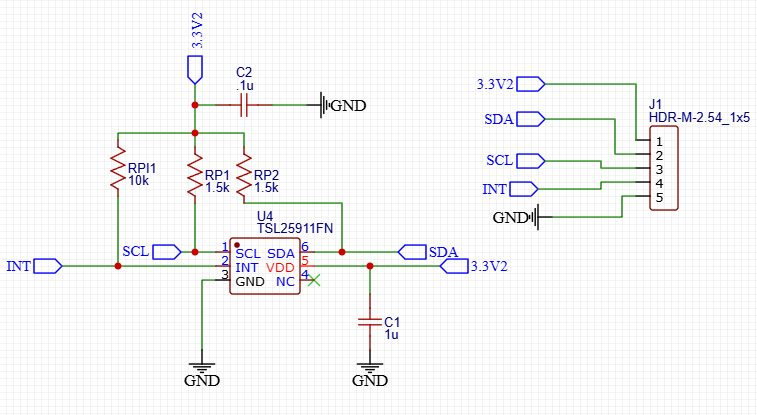 3.3V2
C2
.1u
GND
RPI1
10k
RP1
1.5k
RP2
1.5k
U4
TSL25911FN
SCL
INT
1 SCL SDA 6
2 INT VDD 5
3 GND NC 4
SDA
3.3V2
C1
1u
GND
GND
3.3V2
SDA
SCL
INT
GND
J1
HDR-M-2.54_1x5
1
2
3
4
5